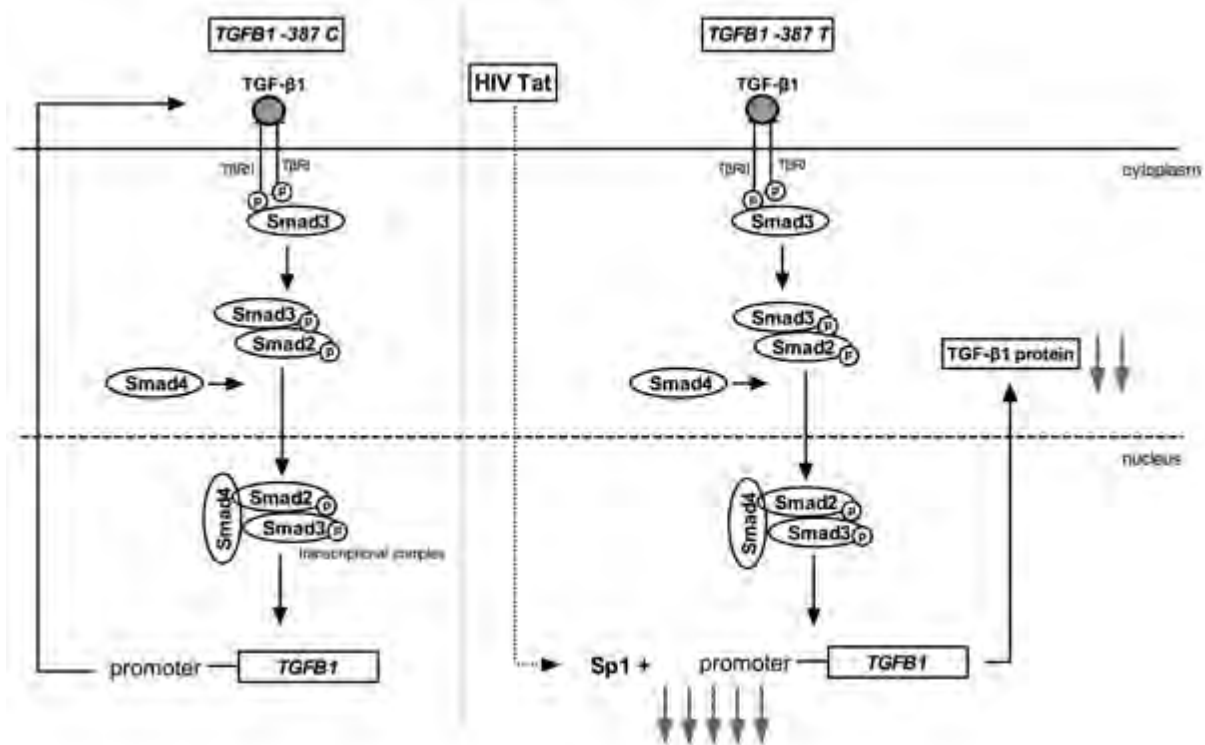 TGFB1 -387 C
TGF-β1
TβRII
TβRI
P
P
Smad3
Smad3
P
Smad2
P
Smad4
Smad4
Smad2
P
Smad3
P
transcriptional complex
promoter
TGFB1
HIV Tat
TGFB1 -387 T
TGF-β1
TβRII
TβRI
cytoplasm
P
P
Smad3
Smad3
P
Smad2
P
Smad4
TGF-β1 protein
nucleus
Smad4
Smad2
P
Smad3
P
Sp1 +
promoter
TGFB1